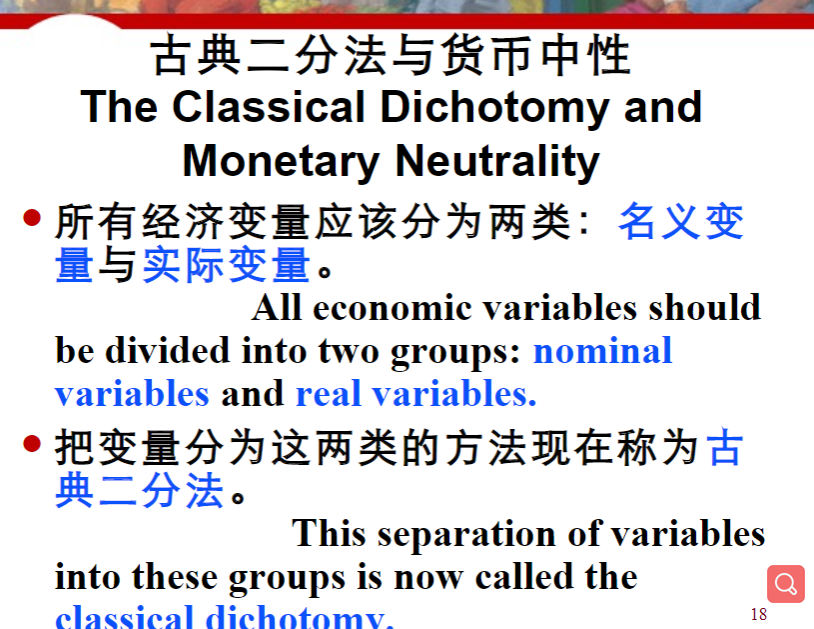 古典二分法与货币中性
The Classical Dichotomy and
Monetary Neutrality
所有经济变量应该分为两类：名义变
量与实际变量。
All economic variables should
be divided into two groups: nominal
variables and real variables.
把变量分为这两类的方法现在称为古
典二分法。
This separation of variables
into these groups is now called the
classical dichotomy.
18